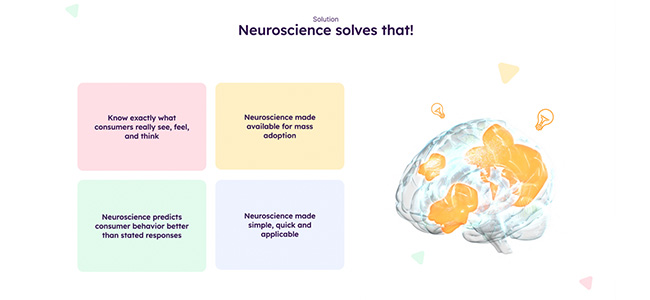 Solution
Neuroscience solves that!
Know exactly what
consumers really see, feel,
and think
Neuroscience made
available for mass
adoption
Neuroscience predicts
consumer behavior better
than stated responses
Neuroscience made
simple, quick and
applicable